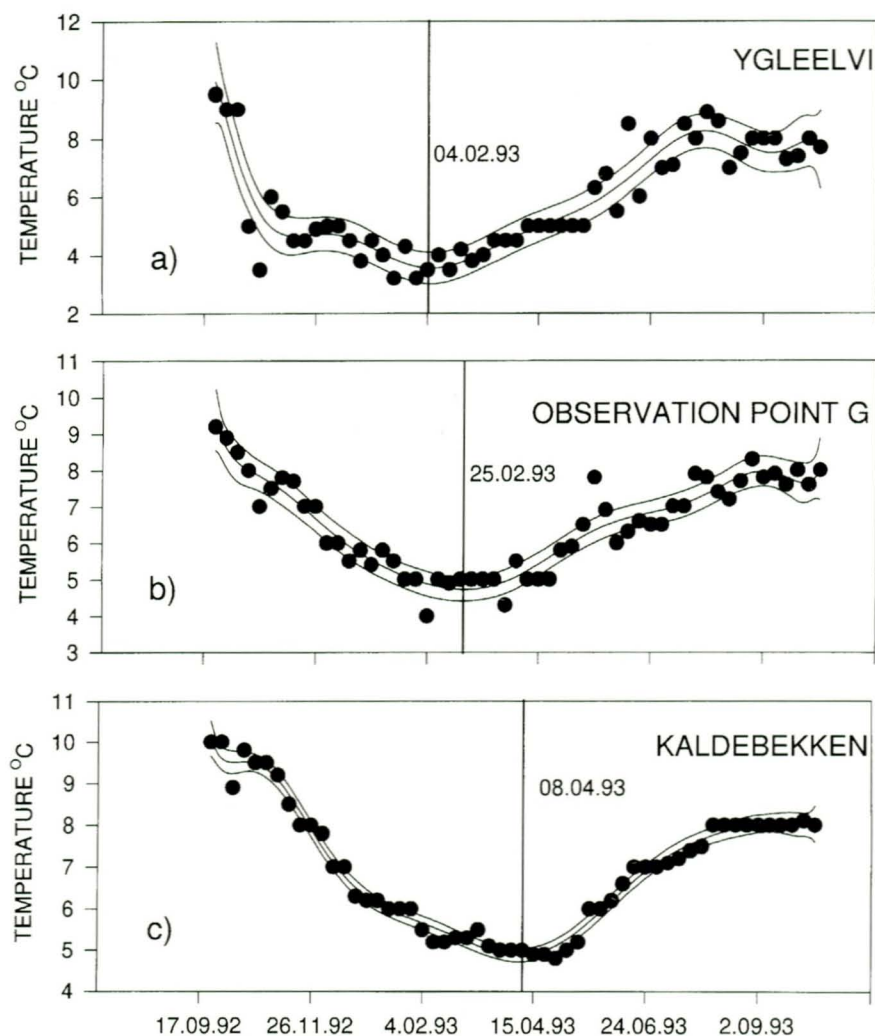 12
10
8
6
4
2
TEMPERATURE °C
YGLEELVI
04.02.93
a)
11
10
9
8
7
6
5
4
3
TEMPERATURE °C
OBSERVATION POINT G
25.02.93
b)
11
10
9
8
7
6
5
4
TEMPERATURE °C
KALDEBEKKEN
08.04.93
c)
17.09.92 26.11.92 4.02.93 15.04.93 24.06.93 2.09.93